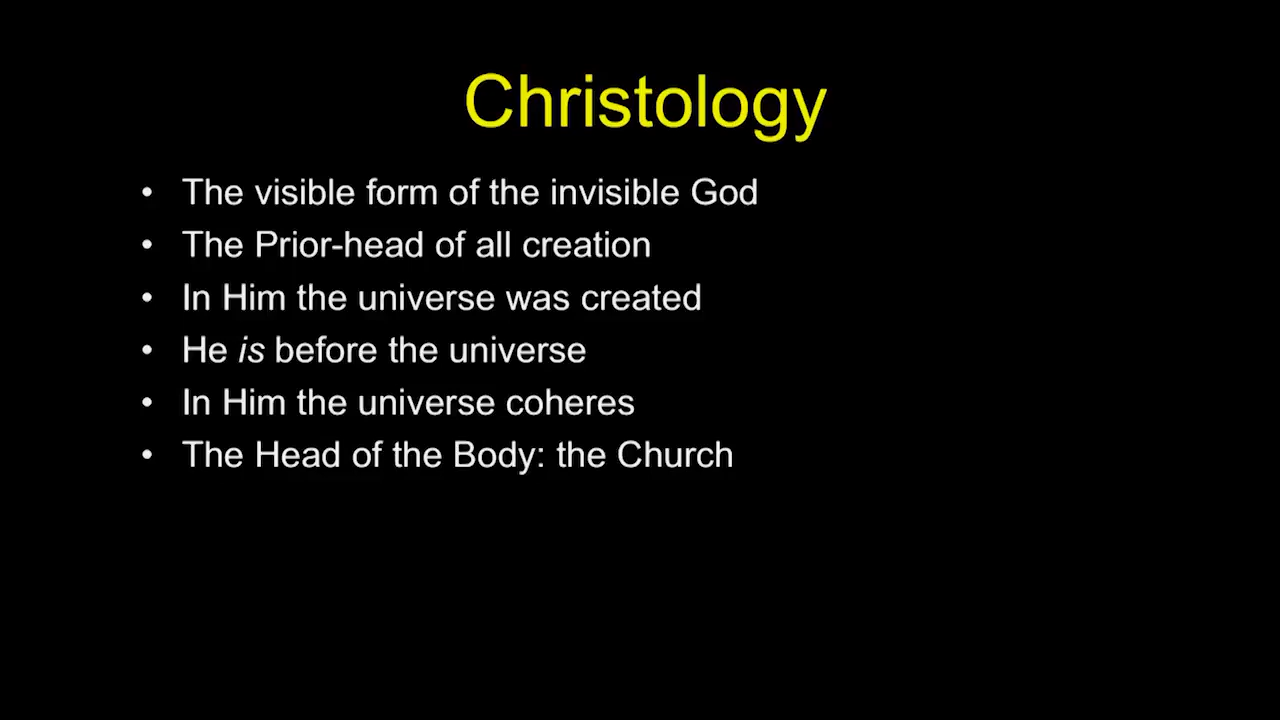 Christology
• The visible form of the invisible God
• The Prior-head of all creation
• In Him the universe was created
• He is before the universe
• In Him the universe coheres
• The Head of the Body: the Church